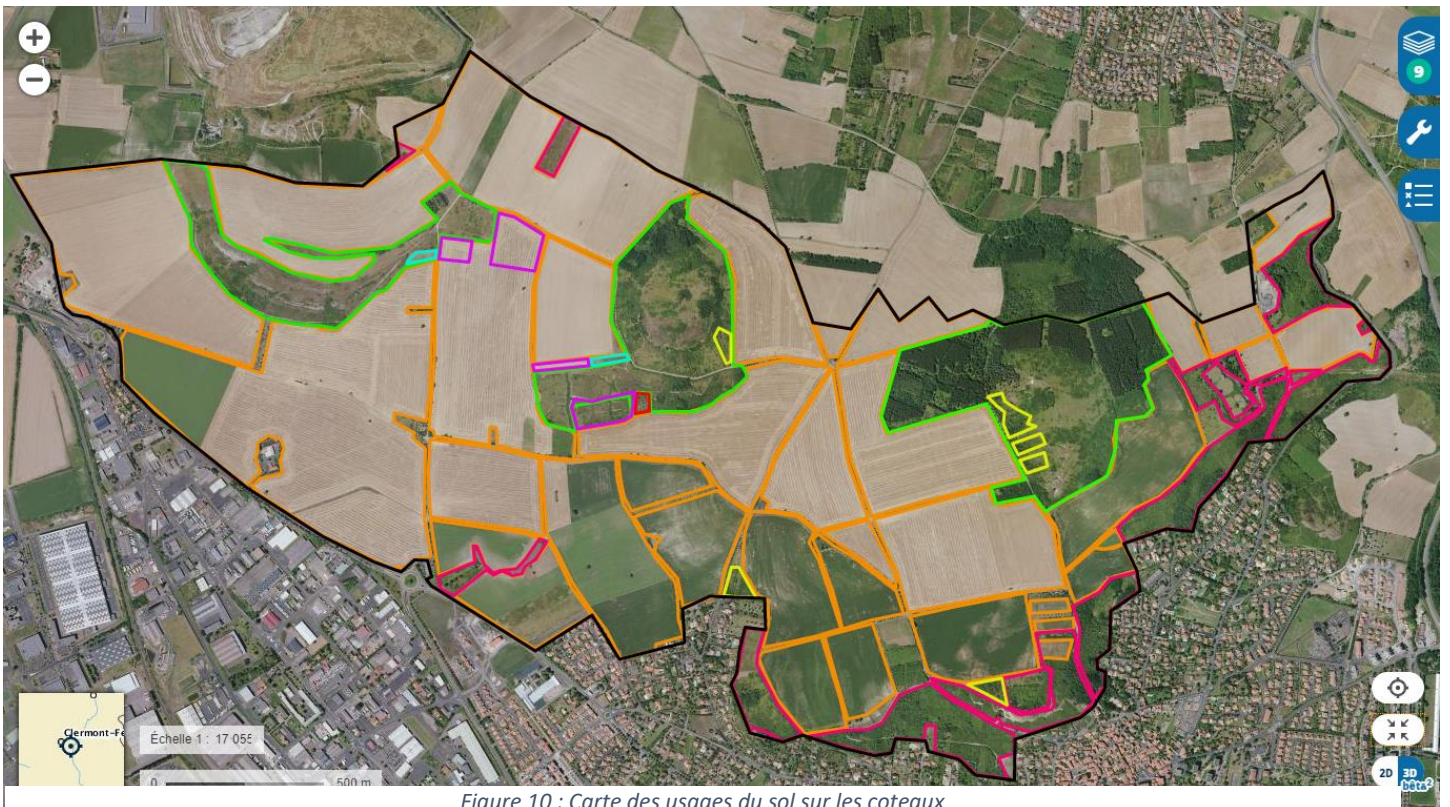 +
−
9
Clermont-Fe
Échelle 1 : 17 055
0 500 m
2D 3D
bêta²
Figure 10 : Carte des usages du sol sur les coteaux